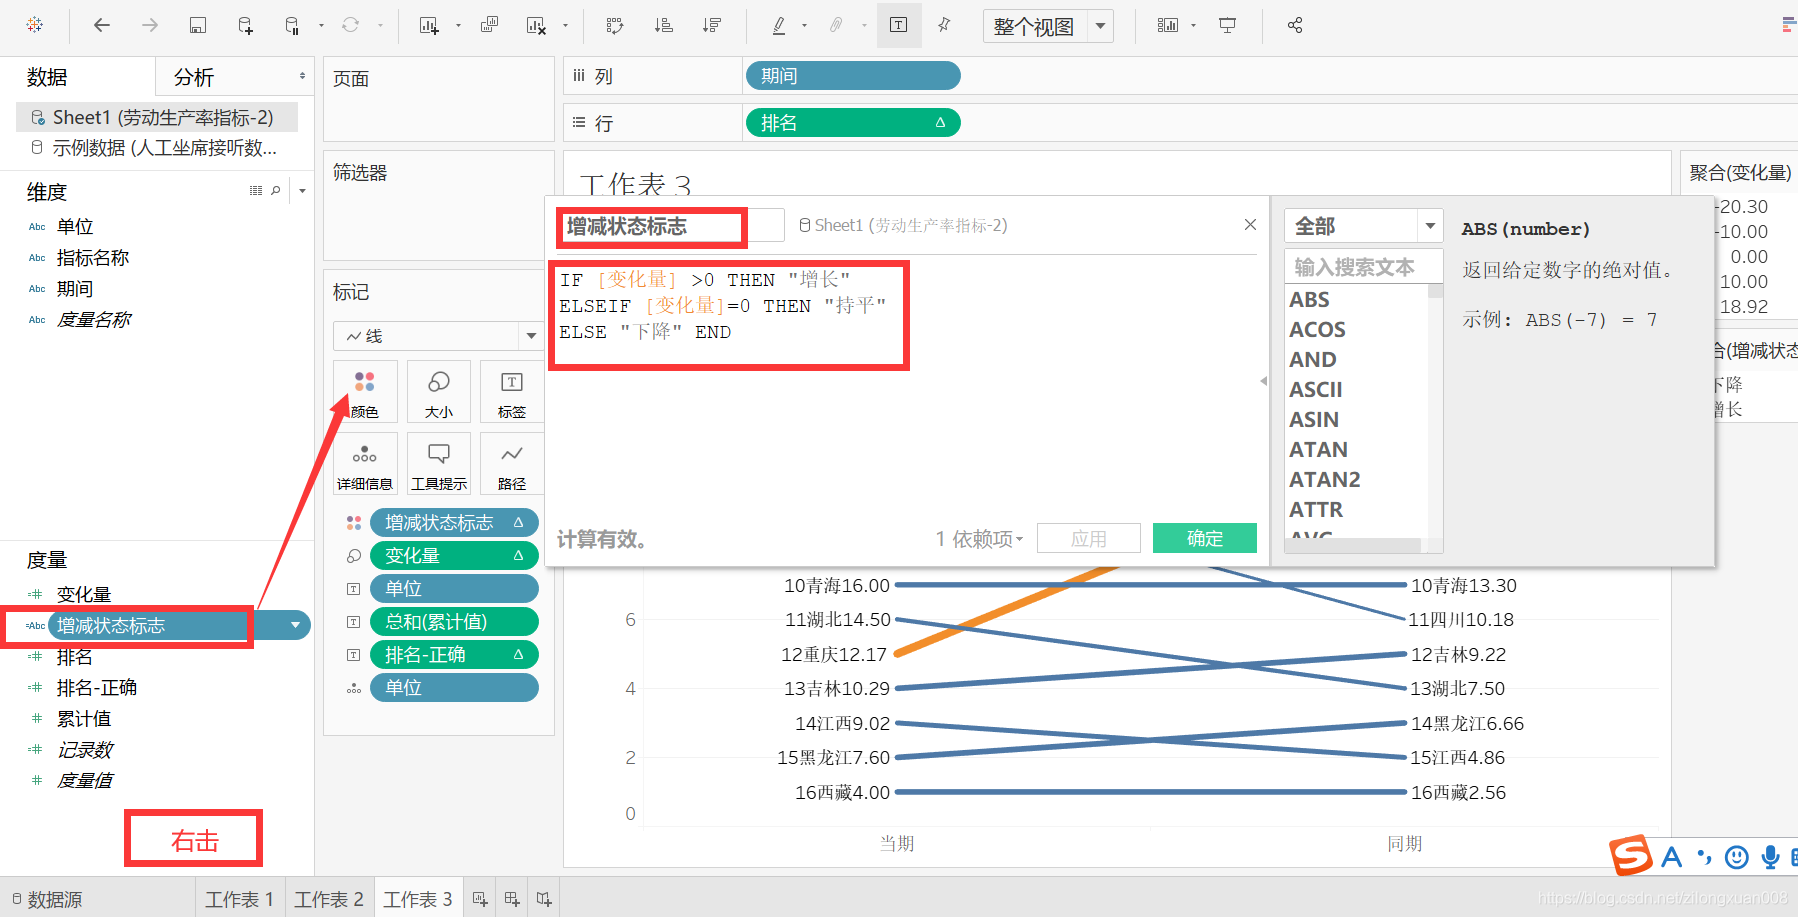 整个视图
数据
分析
Sheet1 (劳动生产率指标-2)
示例数据 (人工坐席接听数...
维度
Abc 单位
Abc 指标名称
Abc 期间
Abc 度量名称
度量
变化量
=Abc 增减状态标志
排名
排名-正确
累计值
记录数
度量值
右击
页面
筛选器
标记
线
颜色
大小
标签
详细信息
工具提示
路径
增减状态标志 Δ
变化量 Δ
单位
总和(累计值)
排名-正确 Δ
单位
列
期间
行
排名 Δ
工作表 3
增减状态标志
Sheet1 (劳动生产率指标-2)
IF [变化量] >0 THEN "增长"
ELSEIF [变化量]=0 THEN "持平"
ELSE "下降" END
计算有效。
1 依赖项
应用
确定
全部
输入搜索文本
ABS
ACOS
AND
ASCII
ASIN
ATAN
ATAN2
ATTR
AVG
ABS(number)
返回给定数字的绝对值。
示例: ABS(-7) = 7
聚合(变化量)
-20.30
-10.00
0.00
10.00
18.92
合(增减状态
下降
增长
6
4
2
0
10青海16.00
11湖北14.50
12重庆12.17
13吉林10.29
14江西9.02
15黑龙江7.60
16西藏4.00
10青海13.30
11四川10.18
12吉林9.22
13湖北7.50
14黑龙江6.66
15江西4.86
16西藏2.56
当期
同期
数据源
工作表 1
工作表 2
工作表 3
https://blog.csdn.net/zilongxuan008